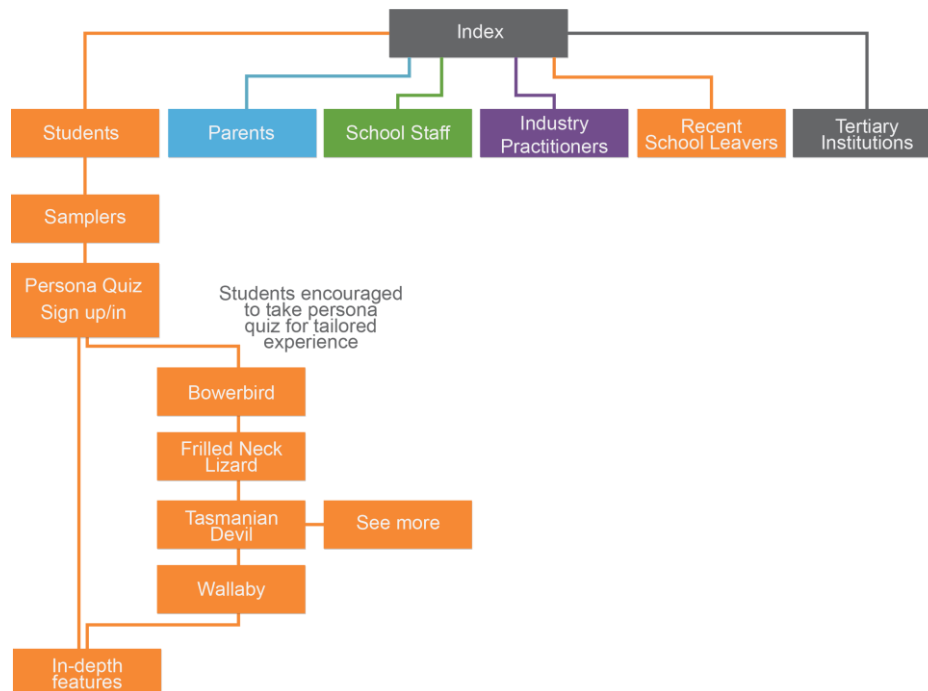 Index
Students
Parents
School Staff
Industry
Practitioners
Recent
School Leavers
Tertiary
Institutions
Samplers
Persona Quiz
Sign up/in
Students encouraged
to take persona
quiz for tailored
experience
Bowerbird
Frilled Neck
Lizard
Tasmanian
Devil
See more
Wallaby
In-depth
features